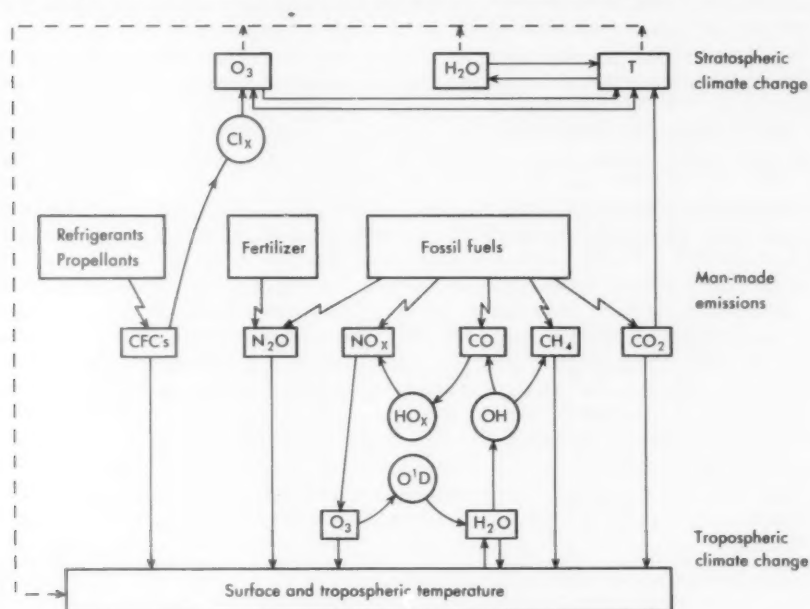 O₃
H₂O
T
Stratospheric
climate change
Clₓ
Refrigerants
Propellants
Fertilizer
Fossil fuels
Man-made
emissions
CFC's
N₂O
NOₓ
CO
CH₄
CO₂
HOₓ
OH
O¹D
O₃
H₂O
Tropospheric
climate change
Surface and tropospheric temperature